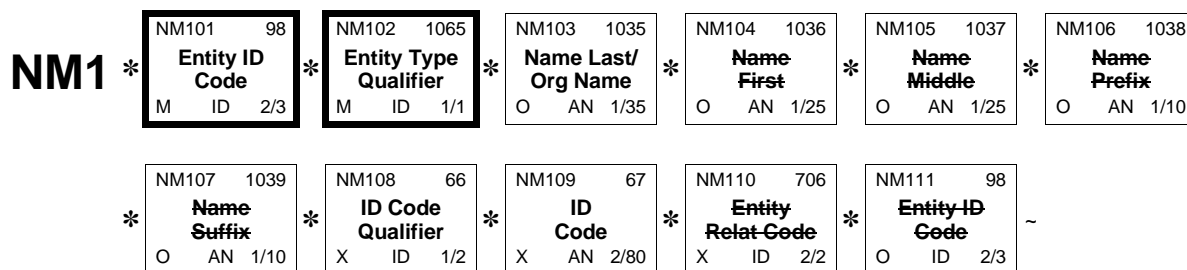 NM101 98 NM102 1065 NM103 1035 NM104 1036 NM105 1037 NM106 1038
NM1 * Entity ID Code * Entity Type Qualifier * Name Last/ Org Name * Name First * Name Middle * Name Prefix
M ID 2/3 M ID 1/1 O AN 1/35 O AN 1/25 O AN 1/25 O AN 1/10
NM107 1039 NM108 66 NM109 67 NM110 706 NM111 98
* Name Suffix * ID Code Qualifier * ID Code * Entity Relat Code * Entity ID Code ~
O AN 1/10 X ID 1/2 X AN 2/80 X ID 2/2 O ID 2/3